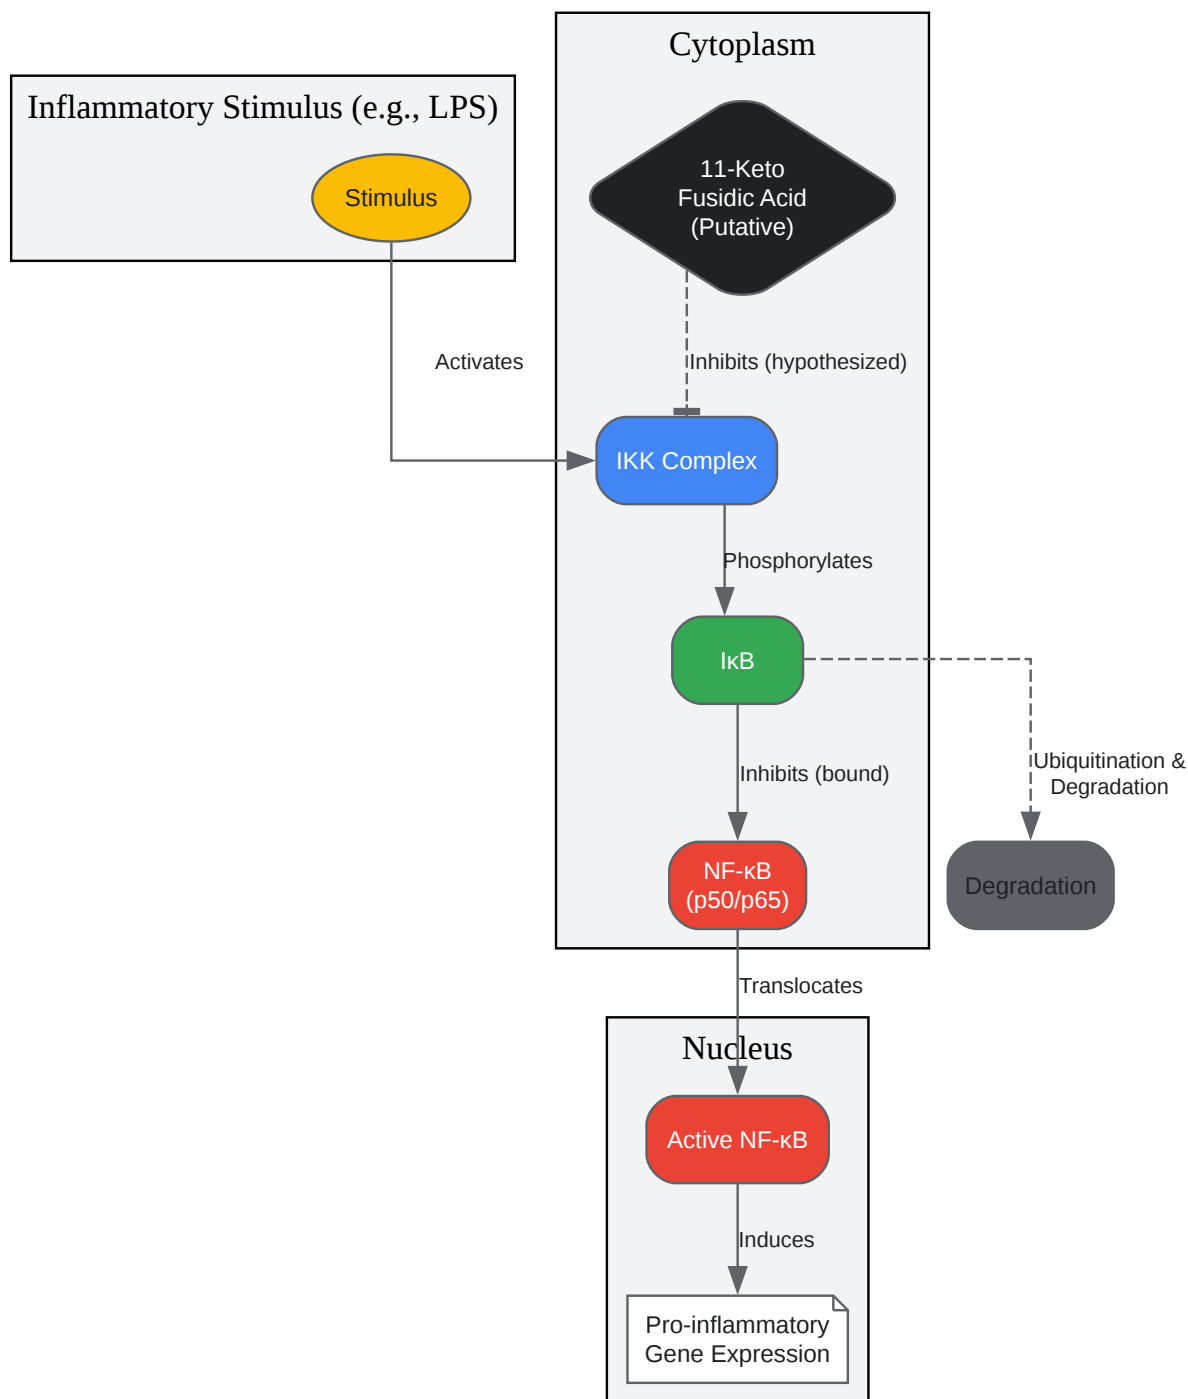 Cytoplasm
Inflammatory Stimulus (e.g., LPS)
Stimulus
11-Keto
Fusidic Acid
(Putative)
Activates
Inhibits (hypothesized)
IKK Complex
Phosphorylates
IκB
Ubiquitination &
Degradation
Inhibits (bound)
NF-κB
(p50/p65)
Degradation
Translocates
Nucleus
Active NF-κB
Induces
Pro-inflammatory
Gene Expression